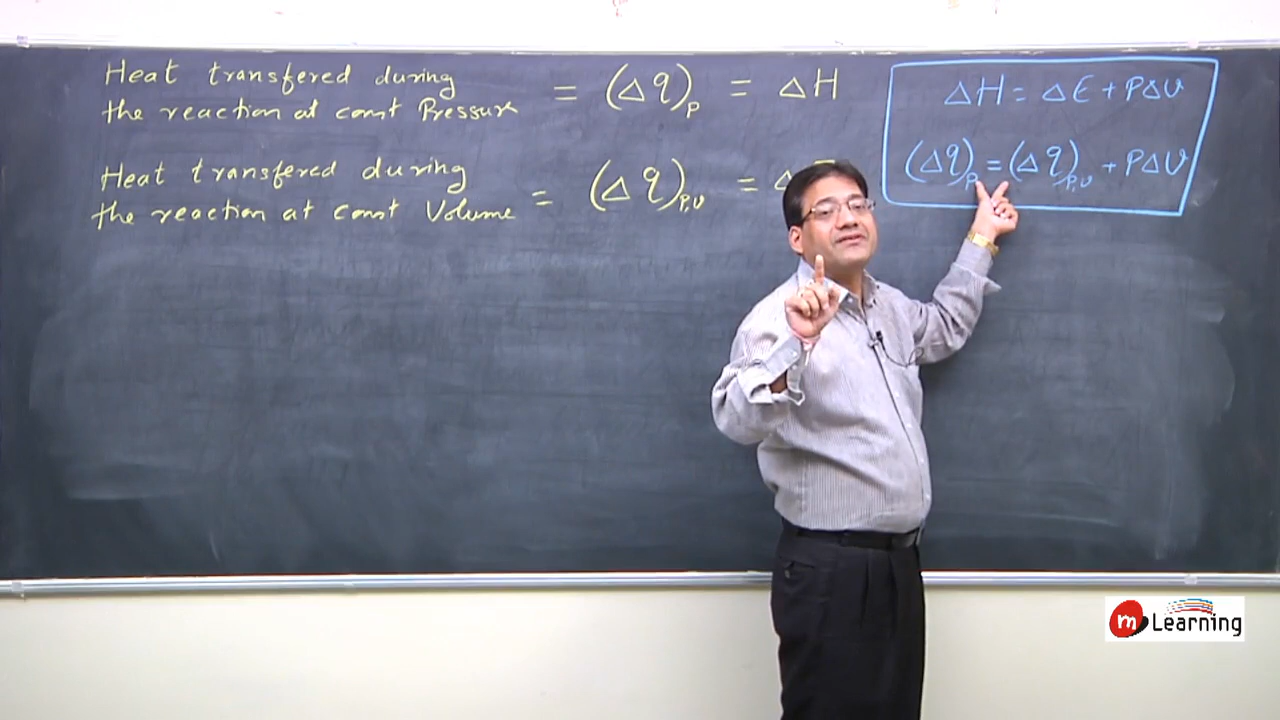 Heat transfered during
the reaction at const Pressure = (Δq)P = ΔH
Heat transfered during
the reaction at const Volume = (Δq)P,V = Δ
ΔH = ΔE + PΔV
(Δq)P = (Δq)P,V + PΔV
m Learning